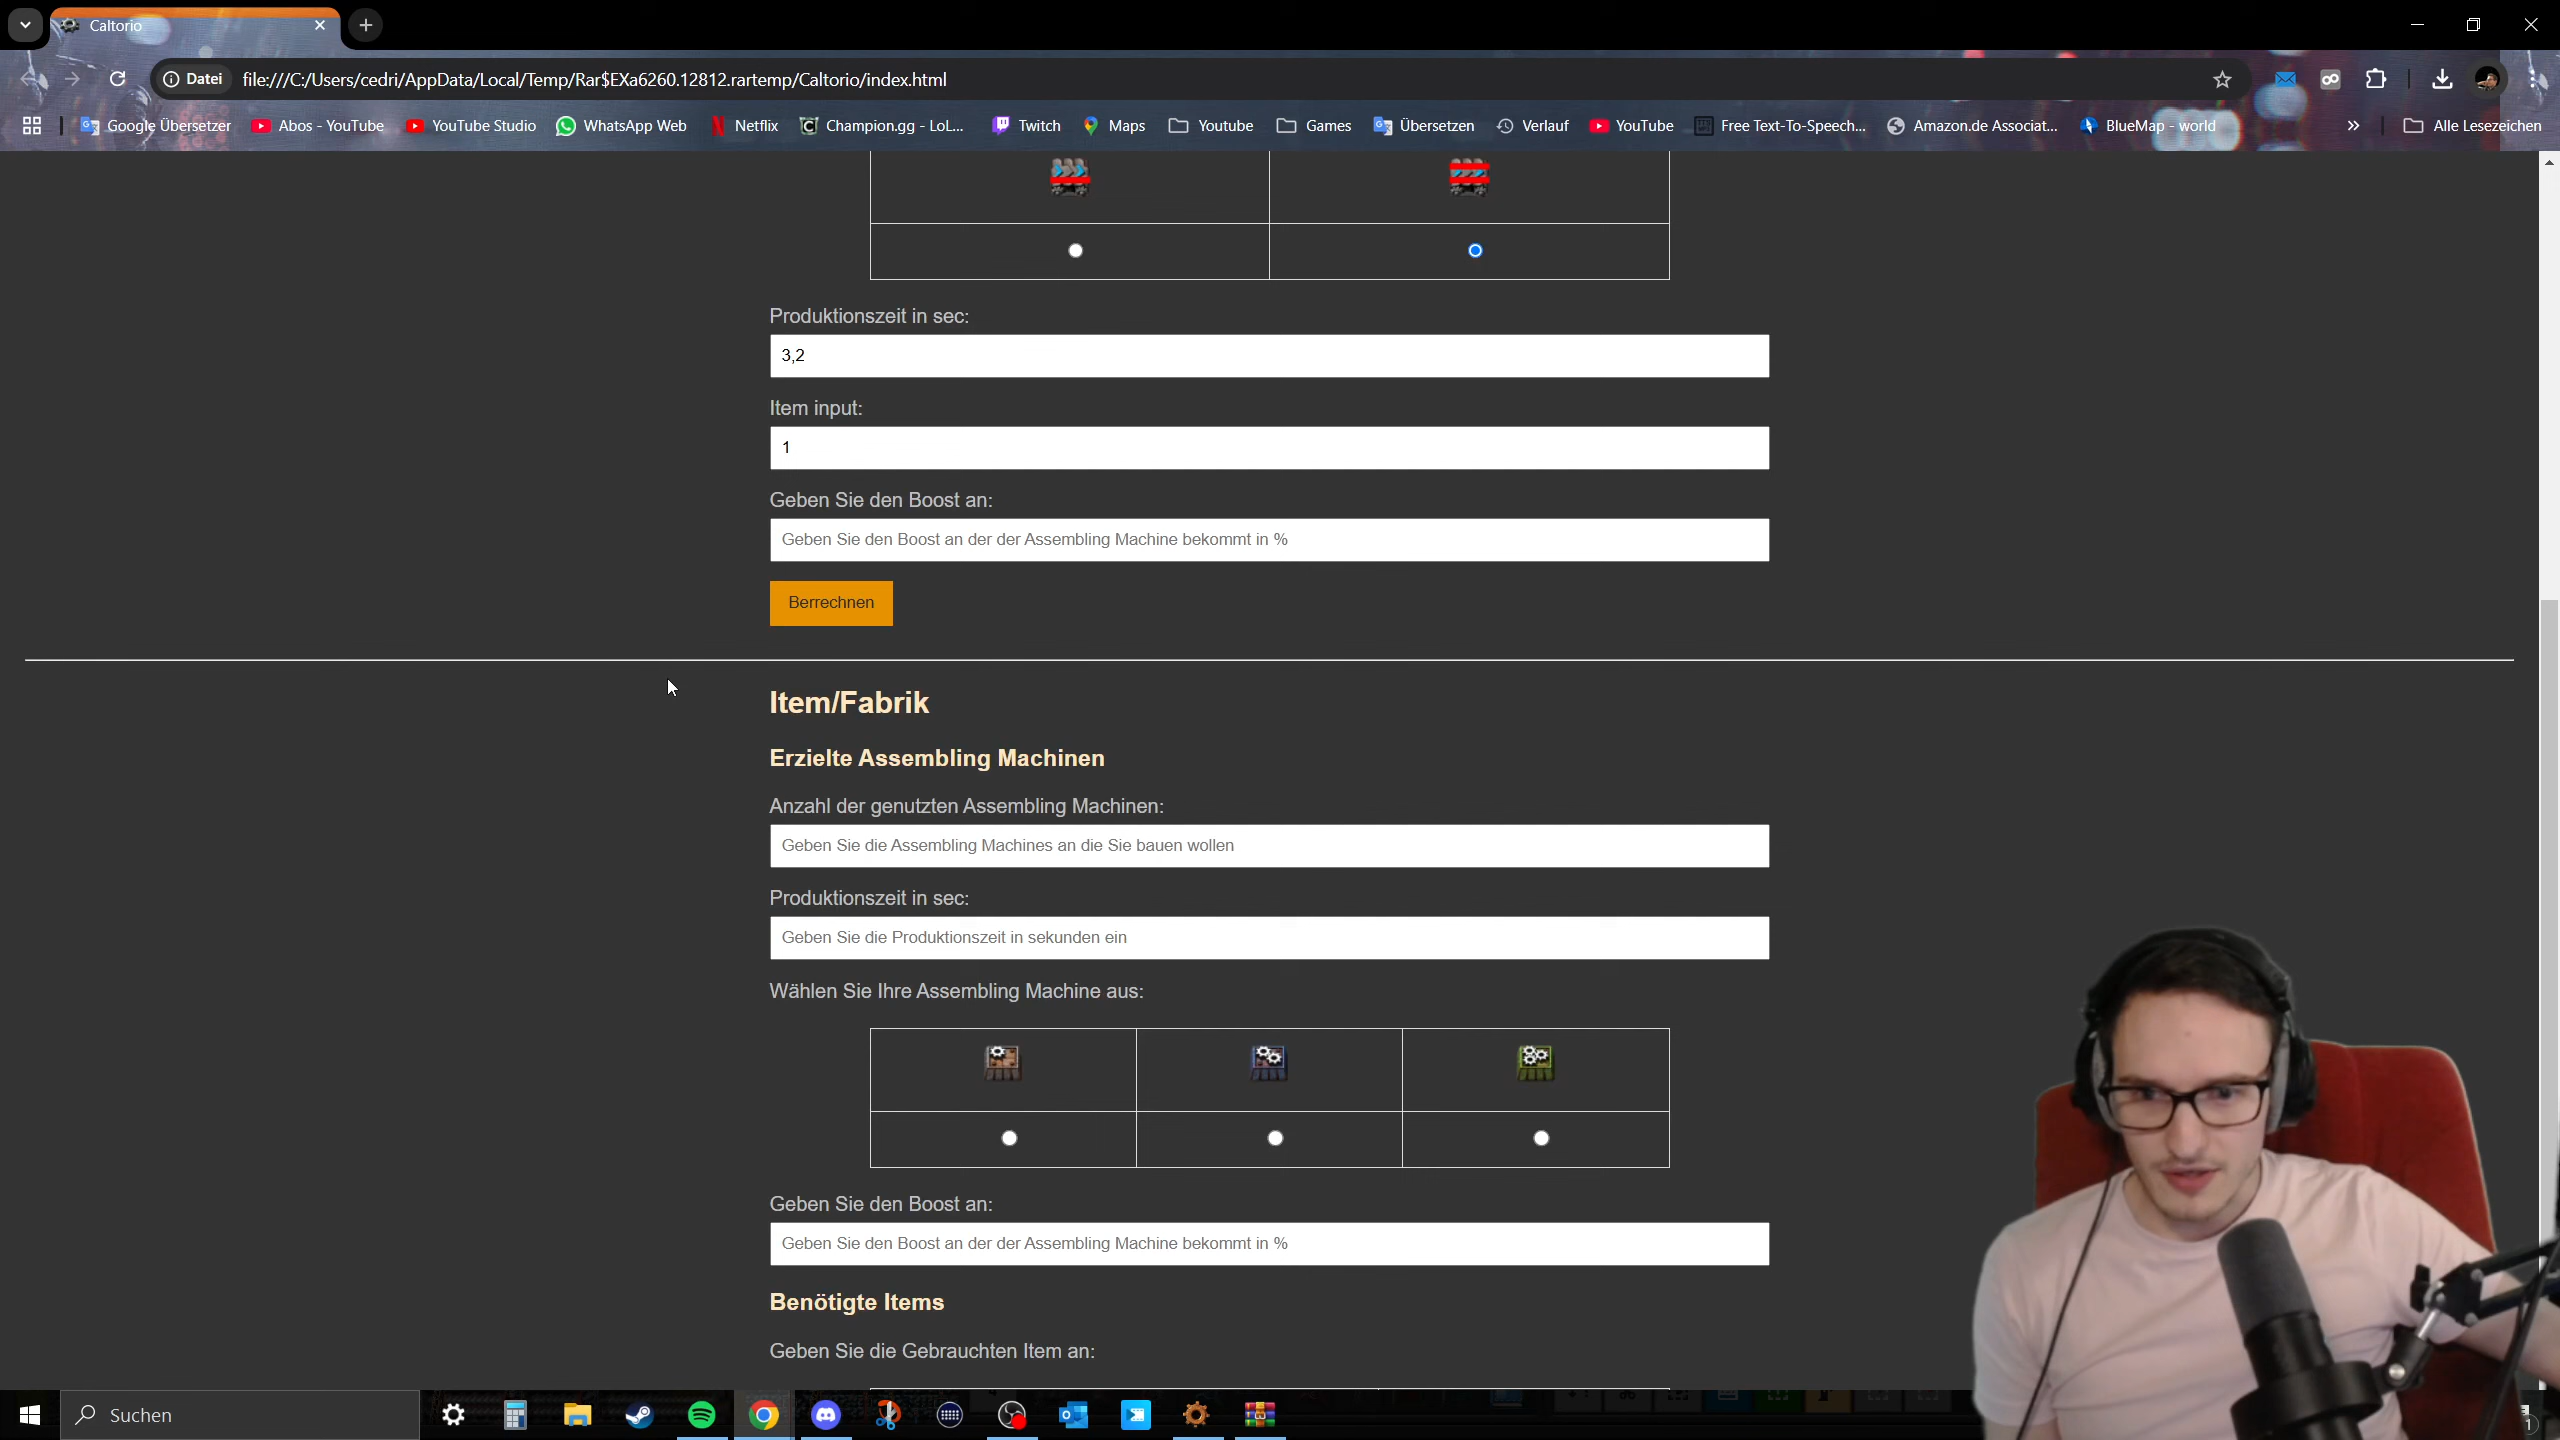 Caltorio
Datei
file:///C:/Users/cedri/AppData/Local/Temp/Rar$EXa6260.12812.rartemp/Caltorio/index.html
Google Übersetzer
Abos - YouTube
YouTube Studio
WhatsApp Web
Netflix
Champion.gg - LoL...
Twitch
Maps
Youtube
Games
Übersetzen
Verlauf
YouTube
Free Text-To-Speech...
Amazon.de Associat...
BlueMap - world
Alle Lesezeichen
Produktionszeit in sec:
3,2
Item input:
1
Geben Sie den Boost an:
Geben Sie den Boost an der der Assembling Machine bekommt in %
Berrechnen
Item/Fabrik
Erzielte Assembling Machinen
Anzahl der genutzten Assembling Machinen:
Geben Sie die Assembling Machines an die Sie bauen wollen
Produktionszeit in sec:
Geben Sie die Produktionszeit in sekunden ein
Wählen Sie Ihre Assembling Machine aus:
Geben Sie den Boost an:
Geben Sie den Boost an der der Assembling Machine bekommt in %
Benötigte Items
Geben Sie die Gebrauchten Item an:
Suchen
1